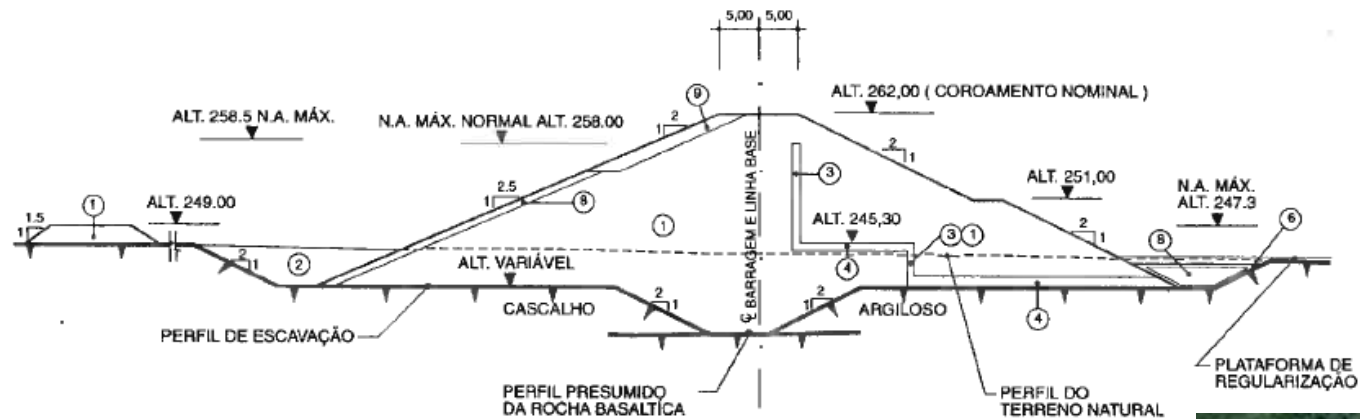 5,00 5,00
ALT. 262,00 ( COROAMENTO NOMINAL )
ALT. 258.5 N.A. MÁX.
N.A. MÁX. NORMAL ALT. 258.00
9
2
1
2
1
3
2.5
1
8
ALT. 251,00
N.A. MÁX.
ALT. 247.3
6
1.5
1
1
ALT. 249.00
1
ALT. 245,30
2
1
8
3 1
4
2
2
1
ALT. VARIÁVEL
CASCALHO
2
1
℄ BARRAGEM E LINHA BASE
2
1
ARGILOSO
4
PERFIL DE ESCAVAÇÃO
PERFIL PRESUMIDO
DA ROCHA BASALTÍCA
PERFIL DO
TERRENO NATURAL
PLATAFORMA DE
REGULARIZAÇÃO